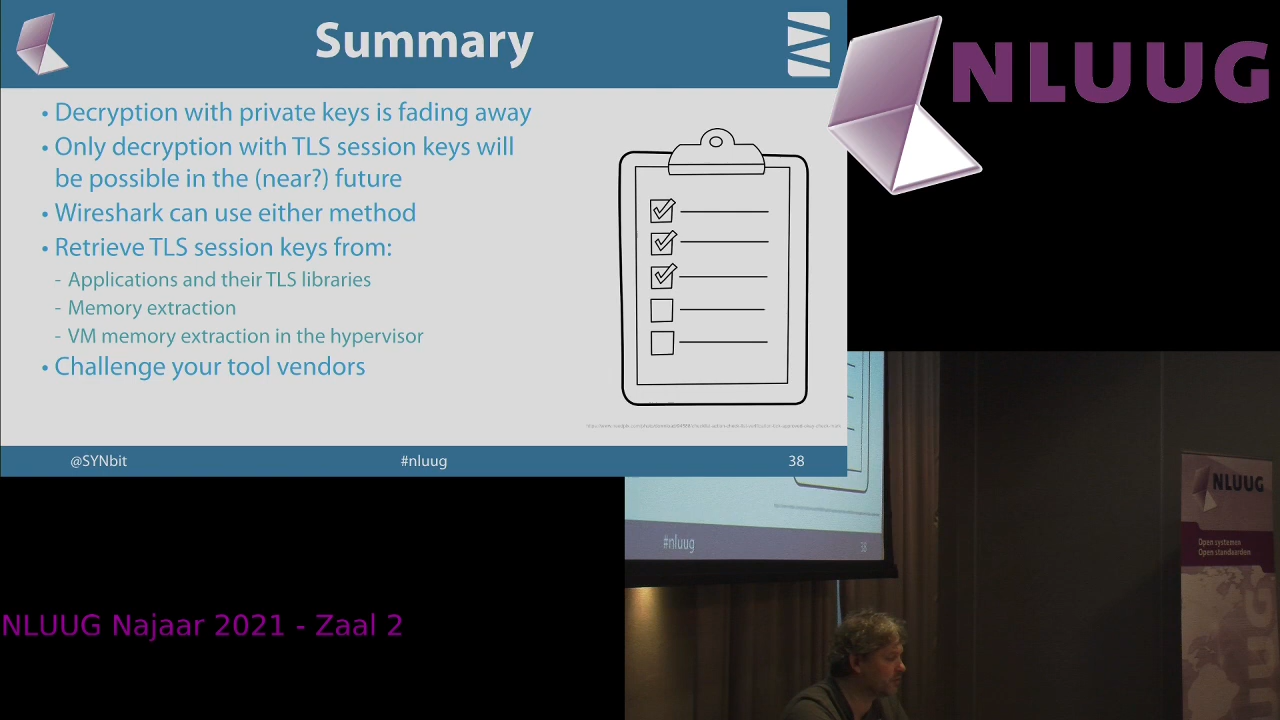 Summary
• Decryption with private keys is fading away
• Only decryption with TLS session keys will
be possible in the (near?) future
• Wireshark can use either method
• Retrieve TLS session keys from:
- Applications and their TLS libraries
- Memory extraction
- VM memory extraction in the hypervisor
• Challenge your tool vendors
@SYNbit
#nluug
38
NLUUG
#nluug
38
NLUUG
Open systemen
Open standaarden
NLUUG Najaar 2021 - Zaal 2